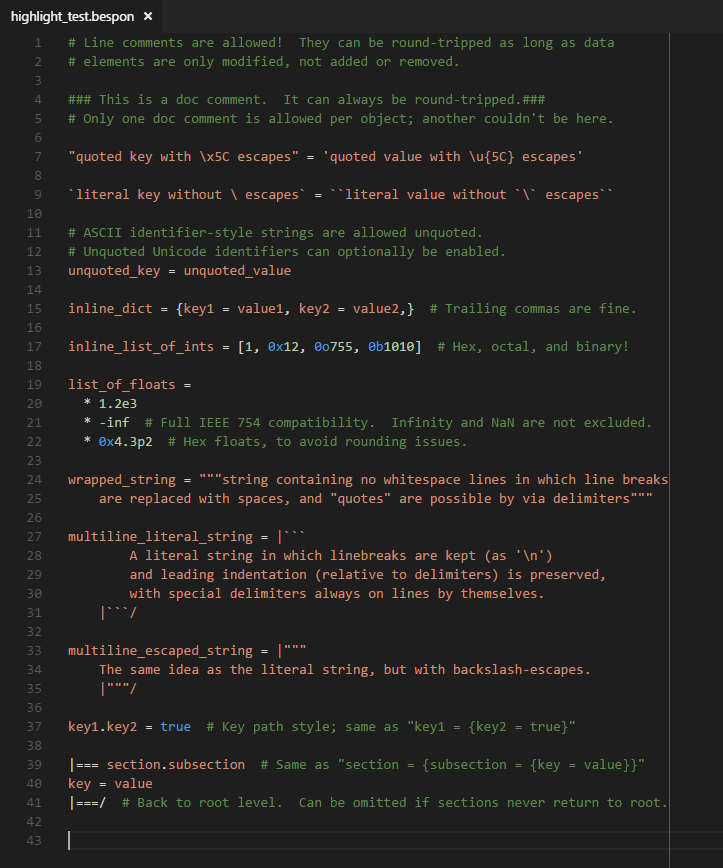 highlight_test.bespon ×
1 # Line comments are allowed!  They can be round-tripped as long as data
2 # elements are only modified, not added or removed.
3
4 ### This is a doc comment.  It can always be round-tripped.###
5 # Only one doc comment is allowed per object; another couldn't be here.
6
7 "quoted key with \x5C escapes" = 'quoted value with \u{5C} escapes'
8
9 `literal key without \ escapes` = ``literal value without `\` escapes``
10
11 # ASCII identifier-style strings are allowed unquoted.
12 # Unquoted Unicode identifiers can optionally be enabled.
13 unquoted_key = unquoted_value
14
15 inline_dict = {key1 = value1, key2 = value2,}  # Trailing commas are fine.
16
17 inline_list_of_ints = [1, 0x12, 0o755, 0b1010]  # Hex, octal, and binary!
18
19 list_of_floats =
20   * 1.2e3
21   * -inf  # Full IEEE 754 compatibility.  Infinity and NaN are not excluded.
22   * 0x4.3p2  # Hex floats, to avoid rounding issues.
23
24 wrapped_string = """string containing no whitespace lines in which line breaks
25     are replaced with spaces, and "quotes" are possible by via delimiters"""
26
27 multiline_literal_string = |```
28         A literal string in which linebreaks are kept (as '\n')
29         and leading indentation (relative to delimiters) is preserved,
30         with special delimiters always on lines by themselves.
31     |```/
32
33 multiline_escaped_string = |"""
34     The same idea as the literal string, but with backslash-escapes.
35     |"""/
36
37 key1.key2 = true  # Key path style; same as "key1 = {key2 = true}"
38
39 |=== section.subsection  # Same as "section = {subsection = {key = value}}"
40 key = value
41 |===/  # Back to root level.  Can be omitted if sections never return to root.
42
43